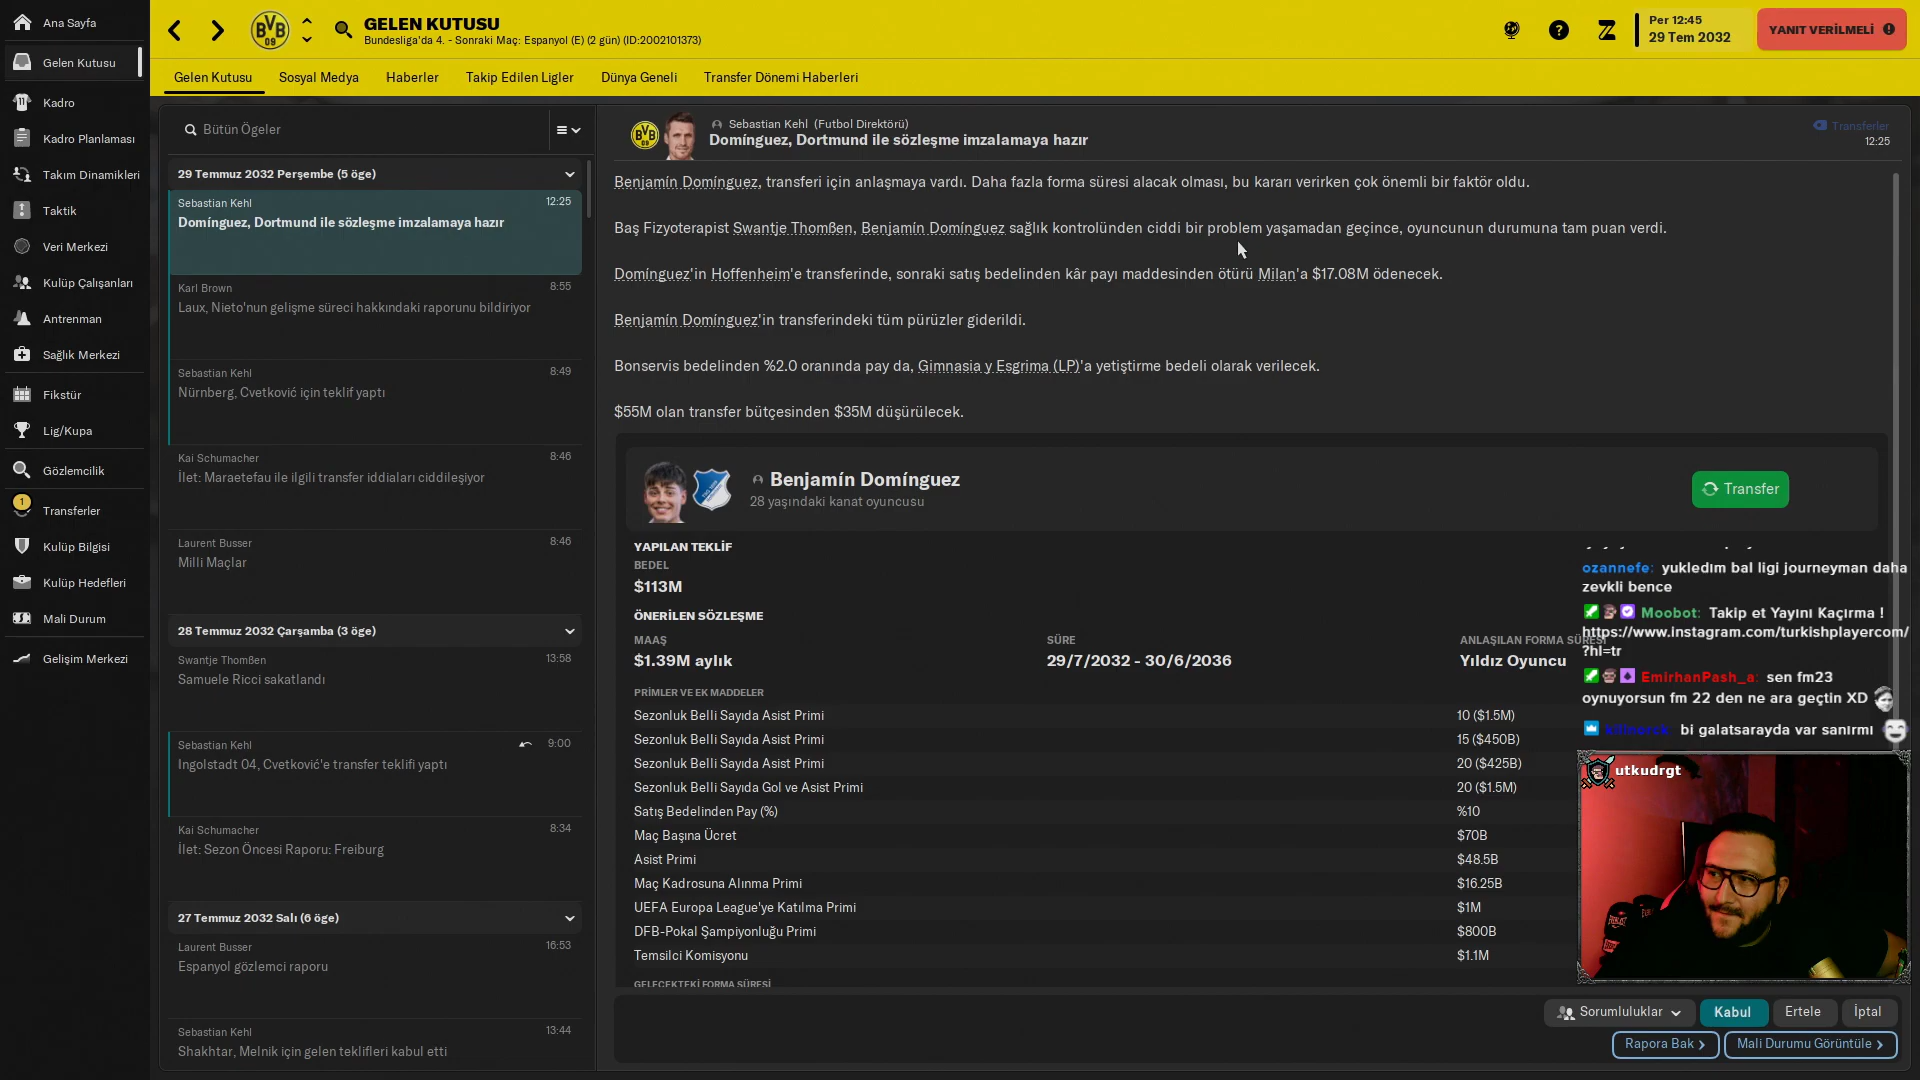 Ana Sayfa
Gelen Kutusu
Kadro
Kadro Planlaması
Takım Dinamikleri
Taktik
Veri Merkezi
Kulüp Çalışanları
Antrenman
Sağlık Merkezi
Fikstür
Lig/Kupa
Gözlemcilik
1
Transferler
Kulüp Bilgisi
Kulüp Hedefleri
Mali Durum
Gelişim Merkezi
BVB
09
GELEN KUTUSU
Bundesliga'da 4. - Sonraki Maç: Espanyol (E) (2 gün) (ID:2002101373)
Per 12:45
29 Tem 2032
YANIT VERİLMELİ
Gelen Kutusu
Sosyal Medya
Haberler
Takip Edilen Ligler
Dünya Geneli
Transfer Dönemi Haberleri
Bütün Ögeler
29 Temmuz 2032 Perşembe (5 öge)
Sebastian Kehl 12:25
Domínguez, Dortmund ile sözleşme imzalamaya hazır
Karl Brown 8:55
Laux, Nieto'nun gelişme süreci hakkındaki raporunu bildiriyor
Sebastian Kehl 8:49
Nürnberg, Cvetković için teklif yaptı
Kai Schumacher 8:46
İlet: Maraetefau ile ilgili transfer iddiaları ciddileşiyor
Laurent Busser 8:46
Milli Maçlar
28 Temmuz 2032 Çarşamba (3 öge)
Swantje Thomßen 13:58
Samuele Ricci sakatlandı
Sebastian Kehl 9:00
Ingolstadt 04, Cvetković'e transfer teklifi yaptı
Kai Schumacher 8:34
İlet: Sezon Öncesi Raporu: Freiburg
27 Temmuz 2032 Salı (6 öge)
Laurent Busser 16:53
Espanyol gözlemci raporu
Sebastian Kehl 13:44
Shakhtar, Melnik için gelen teklifleri kabul etti
Sebastian Kehl (Futbol Direktörü)
Domínguez, Dortmund ile sözleşme imzalamaya hazır
Transferler
12:25
Benjamín Domínguez, transferi için anlaşmaya vardı. Daha fazla forma süresi alacak olması, bu kararı verirken çok önemli bir faktör oldu.
Baş Fizyoterapist Swantje Thomßen, Benjamín Domínguez sağlık kontrolünden ciddi bir problem yaşamadan geçince, oyuncunun durumuna tam puan verdi.
Domínguez'in Hoffenheim'e transferinde, sonraki satış bedelinden kâr payı maddesinden ötürü Milan'a $17.08M ödenecek.
Benjamín Domínguez'in transferindeki tüm pürüzler giderildi.
Bonservis bedelinden %2.0 oranında pay da, Gimnasia y Esgrima (LP)'a yetiştirme bedeli olarak verilecek.
$55M olan transfer bütçesinden $35M düşürülecek.
Benjamín Domínguez
28 yaşındaki kanat oyuncusu
Transfer
YAPILAN TEKLİF
BEDEL
$113M
ÖNERİLEN SÖZLEŞME
MAAŞ SÜRE ANLAŞILAN FORMA SÜRESİ
$1.39M aylık 29/7/2032 - 30/6/2036 Yıldız Oyuncu
PRİMLER VE EK MADDELER
Sezonluk Belli Sayıda Asist Primi 10 ($1.5M)
Sezonluk Belli Sayıda Asist Primi 15 ($450B)
Sezonluk Belli Sayıda Asist Primi 20 ($425B)
Sezonluk Belli Sayıda Gol ve Asist Primi 20 ($1.5M)
Satış Bedelinden Pay (%) %10
Maç Başına Ücret $70B
Asist Primi $48.5B
Maç Kadrosuna Alınma Primi $16.25B
UEFA Europa League'ye Katılma Primi $1M
DFB-Pokal Şampiyonluğu Primi $800B
Temsilci Komisyonu $1.1M
GELECEKTEKİ FORMA SÜRESİ
ozannefe: yukledım bal ligi journeyman daha
zevkli bence
Moobot: Takip et Yayını Kaçırma !
https://www.instagram.com/turkishplayercom/
?hl=tr
EmirhanPash_a: sen fm23
oynuyorsun fm 22 den ne ara geçtin XD
bi galatsarayda var sanırmı
utkudrgt
Sorumluluklar
Kabul
Ertele
İptal
Rapora Bak
Mali Durumu Görüntüle